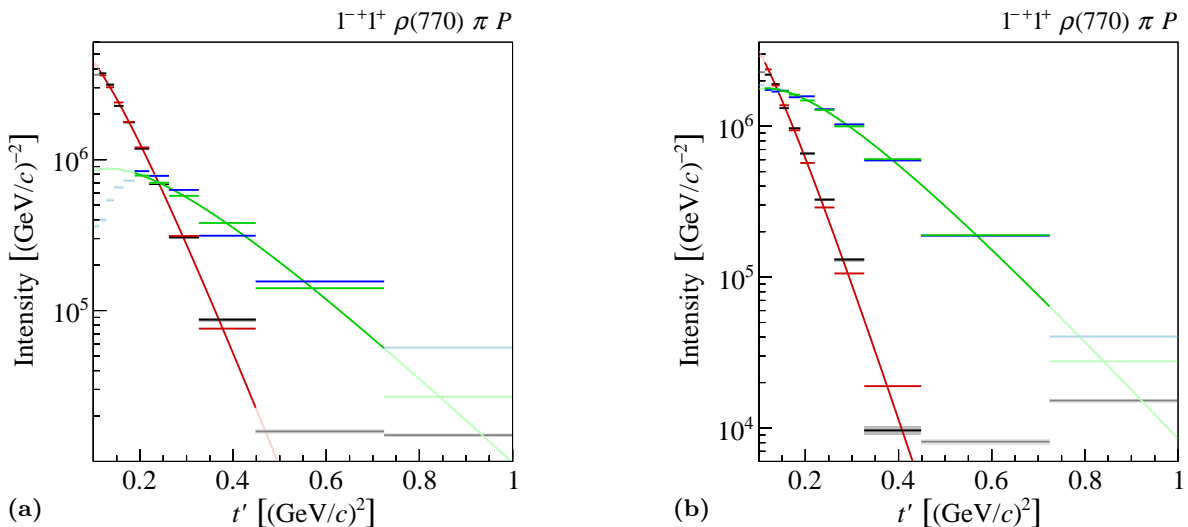 1⁻⁺1⁺ ρ(770) π P
Intensity [(GeV/c)⁻²]
10⁶
10⁵
0.2 0.4 0.6 0.8 1
t′ [(GeV/c)²]
(a)
1⁻⁺1⁺ ρ(770) π P
Intensity [(GeV/c)⁻²]
10⁶
10⁵
10⁴
0.2 0.4 0.6 0.8 1
t′ [(GeV/c)²]
(b)